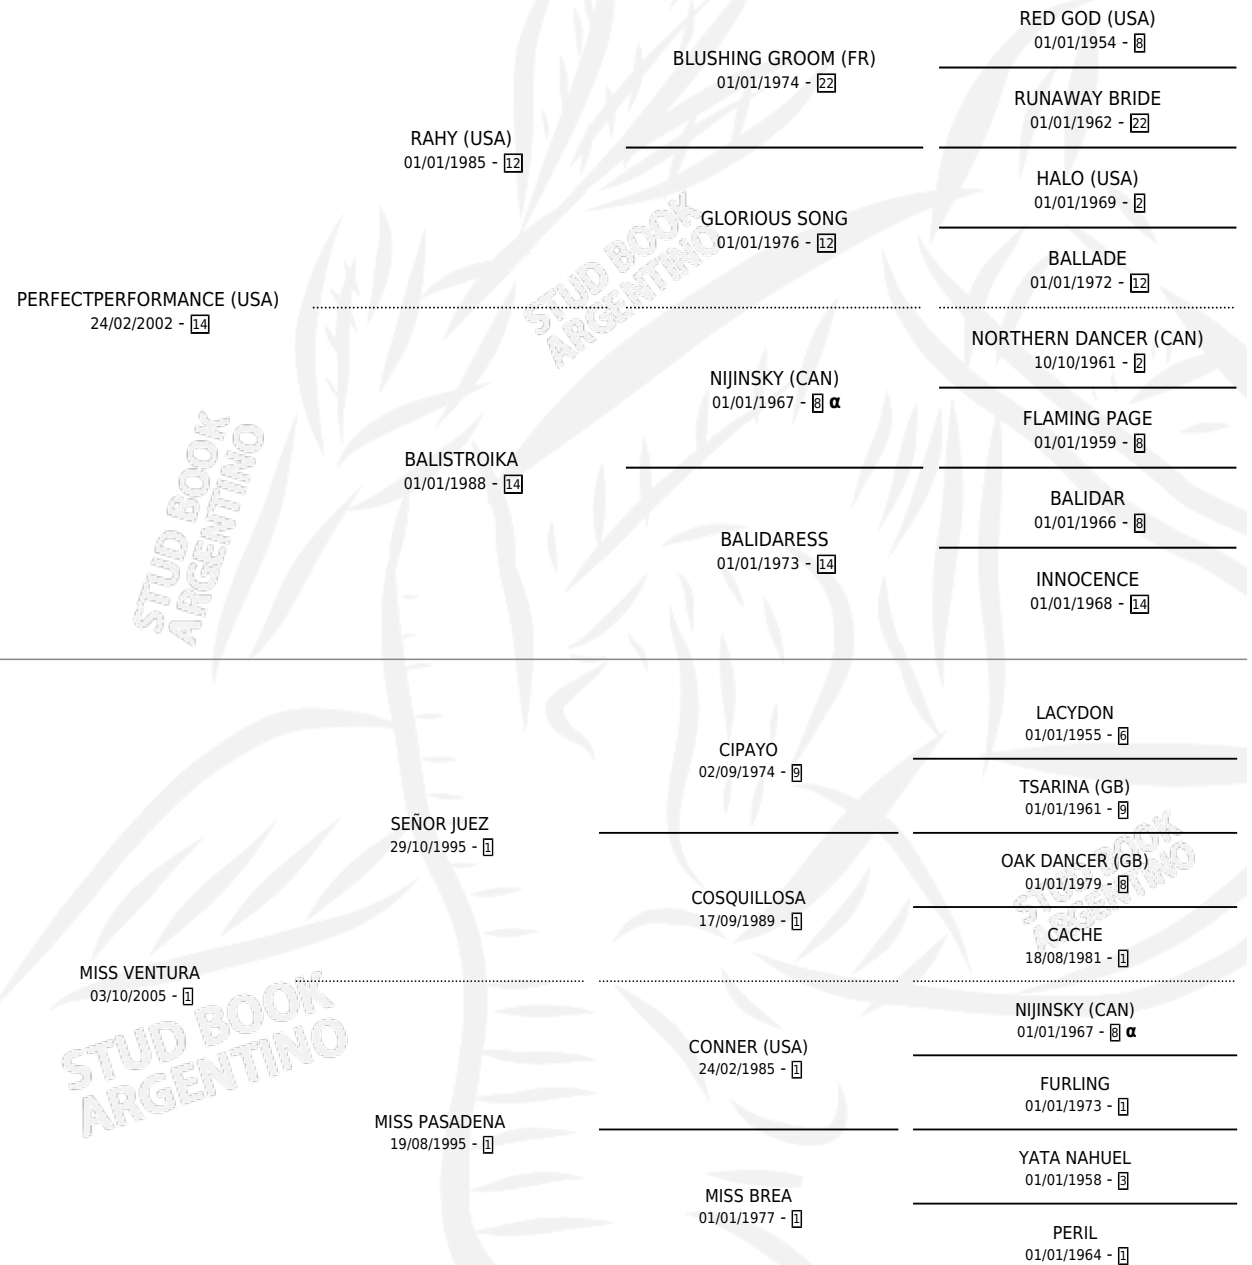 RED GOD (USA)
01/01/1954 - 8
BLUSHING GROOM (FR)
01/01/1974 - 22
RUNAWAY BRIDE
01/01/1962 - 22
RAHY (USA)
01/01/1985 - 12
HALO (USA)
01/01/1969 - 2
GLORIOUS SONG
01/01/1976 - 12
BALLADE
01/01/1972 - 12
STUD BOOK
ARGENTINO
PERFECTPERFORMANCE (USA)
24/02/2002 - 14
NORTHERN DANCER (CAN)
10/10/1961 - 2
NIJINSKY (CAN)
01/01/1967 - 8 α
FLAMING PAGE
01/01/1959 - 8
BALISTROIKA
01/01/1988 - 14
BALIDAR
01/01/1966 - 8
BALIDARESS
01/01/1973 - 14
INNOCENCE
01/01/1968 - 14
STUD BOOK
ARGENTINO
LACYDON
01/01/1955 - 6
CIPAYO
02/09/1974 - 9
TSARINA (GB)
01/01/1961 - 9
SEÑOR JUEZ
29/10/1995 - 1
OAK DANCER (GB)
01/01/1979 - 8
COSQUILLOSA
17/09/1989 - 1
CACHE
18/08/1981 - 1
STUD BOOK
ARGENTINO
MISS VENTURA
03/10/2005 - 1
NIJINSKY (CAN)
01/01/1967 - 8 α
CONNER (USA)
24/02/1985 - 1
FURLING
01/01/1973 - 1
STUD BOOK
ARGENTINO
MISS PASADENA
19/08/1995 - 1
YATA NAHUEL
01/01/1958 - 3
MISS BREA
01/01/1977 - 1
PERIL
01/01/1964 - 1